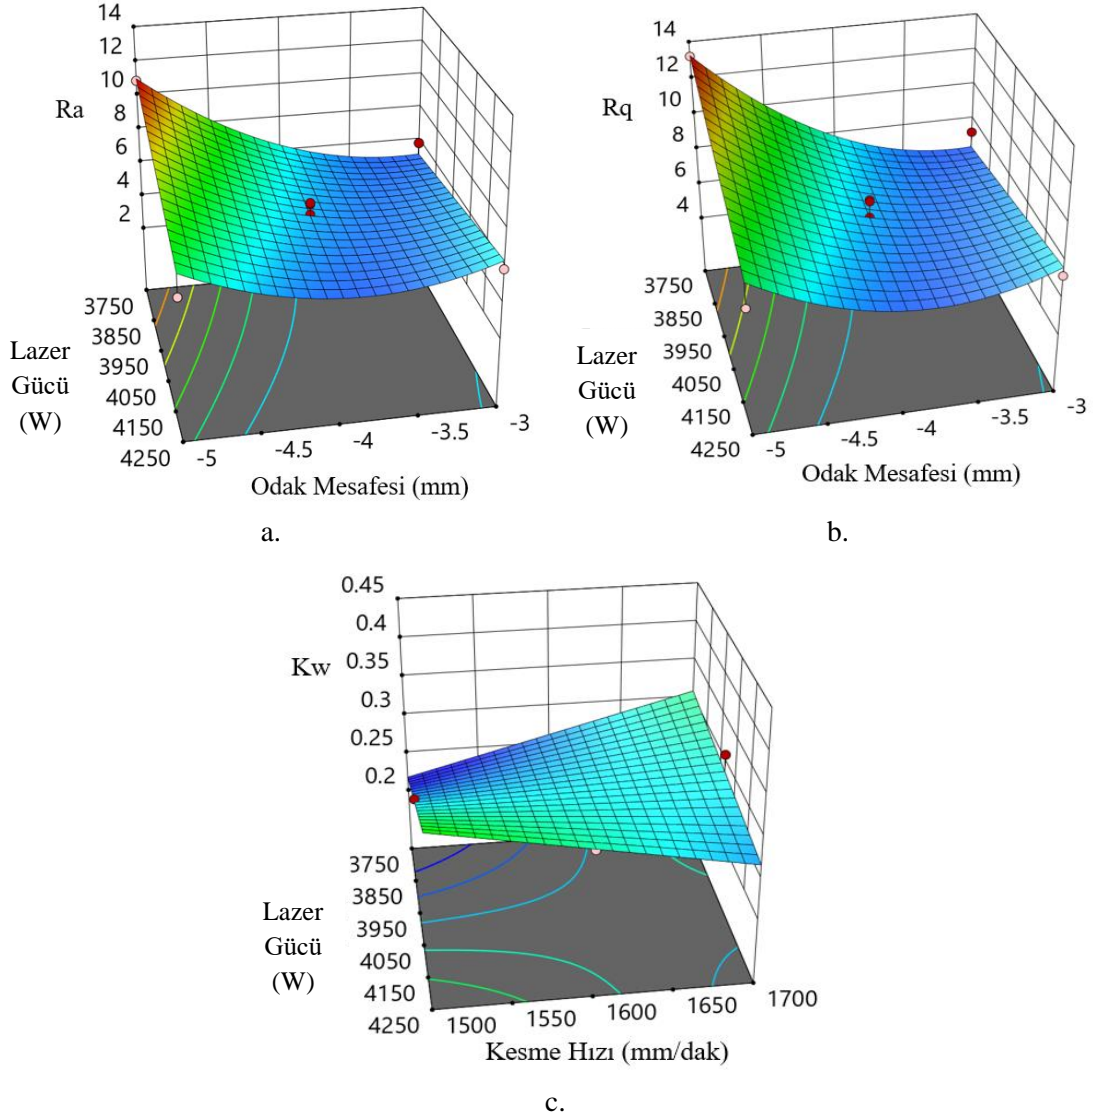 14
12
10
Ra
8
6
4
2
3750
3850
Lazer
Gücü
(W)
3950
4050
4150
4250
-5
-4.5
-4
-3.5
-3
Odak Mesafesi (mm)
a.
14
12
Rq
10
8
6
4
3750
3850
Lazer
Gücü
(W)
3950
4050
4150
4250
-5
-4.5
-4
-3.5
-3
Odak Mesafesi (mm)
b.
0.45
0.4
Kw
0.35
0.3
0.25
0.2
3750
3850
Lazer
Gücü
(W)
3950
4050
4150
4250
1500
1550
1600
1650
1700
Kesme Hızı (mm/dak)
c.